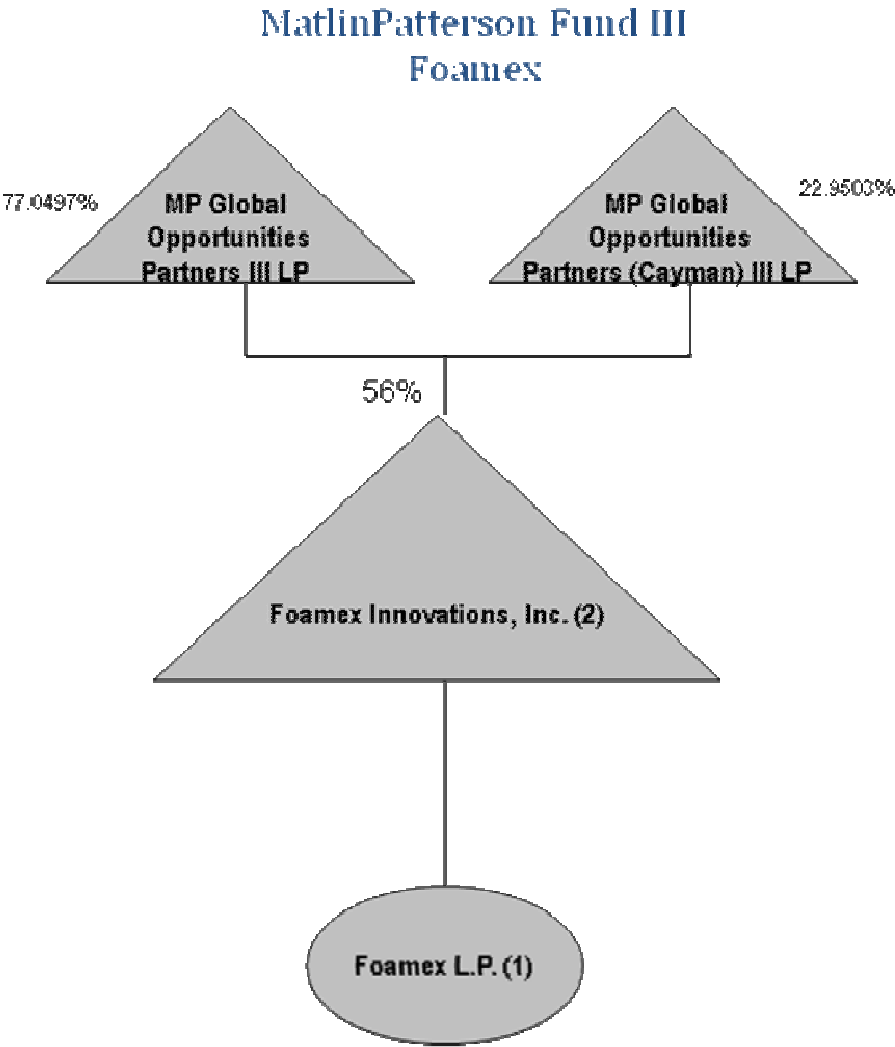 MatlinPatterson Fund III
Foamex
77.0497%
MP Global
Opportunities
Partners III LP
22.9503%
MP Global
Opportunities
Partners (Cayman) III LP
56%
Foamex Innovations, Inc. (2)
Foamex L.P. (1)